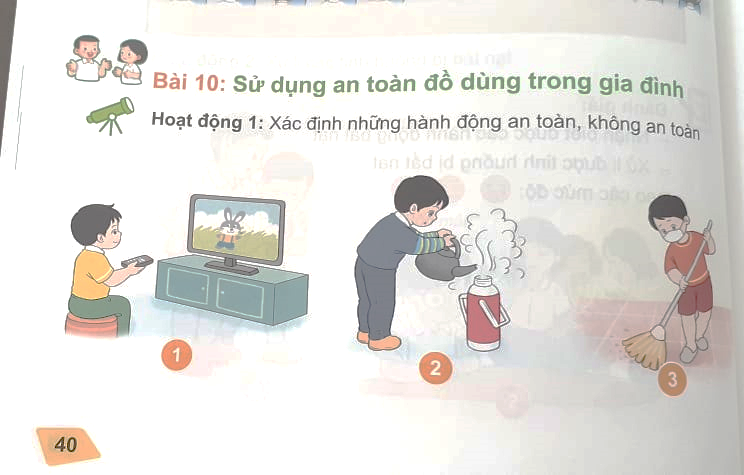 Bài 10: Sử dụng an toàn đồ dùng trong gia đình
Hoạt động 1: Xác định những hành động an toàn, không an toàn
1
2
3
40